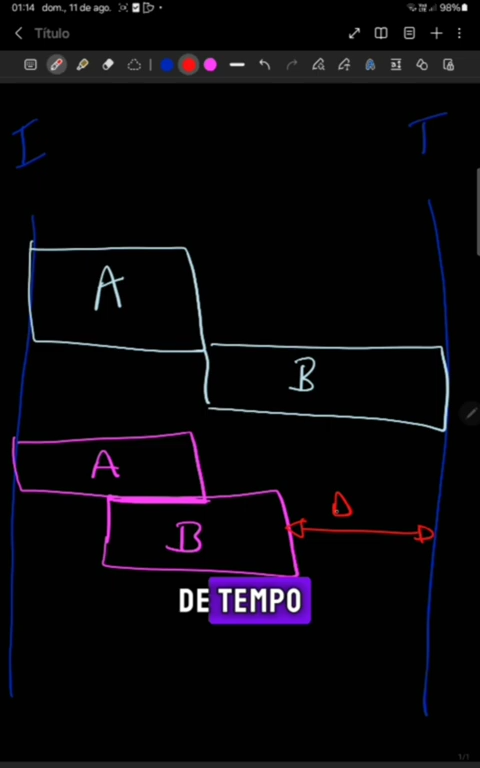 01:14 dom., 11 de ago.
98%
Título
I
T
A
B
A
Δ
B
DE TEMPO
1/1